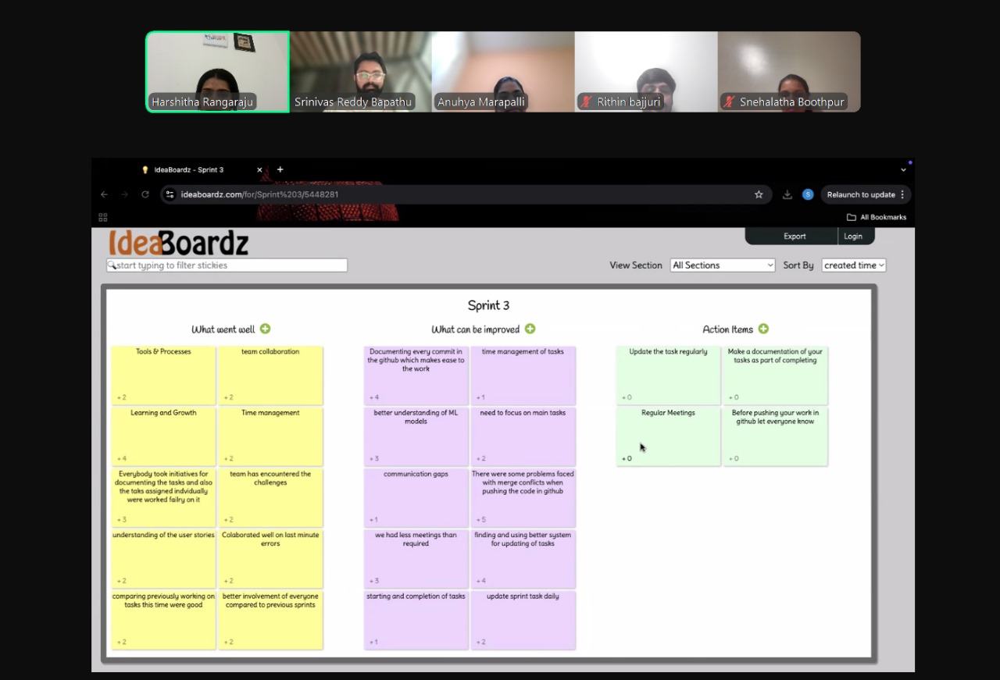 Harshitha Rangaraju
Srinivas Reddy Bapathu
Anuhya Marapalli
Rithin bajjuri
Snehalatha Boothpur
IdeaBoardz - Sprint 3
ideaboardz.com/for/Sprint%203/5448281
S
Relaunch to update
All Bookmarks
IdeaBoardz
Export
Login
start typing to filter stickies
View Section
All Sections
Sort By
created time
Sprint 3
What went well
Tools & Processes
+2
team collaboration
+2
Learning and Growth
+4
Time management
+2
Everybody took initiatives for
documenting the tasks and also
the taks assigned indvidually
were worked failry on it
+3
team has encountered the
challenges
+2
understanding of the user stories
+2
Colaborated well on last minute
errors
+2
comparing previously working on
tasks this time were good
+2
better involvement of everyone
compared to previous sprints
+2
What can be improved
Documenting every commit in
the github which makes ease to
the work
+4
time management of tasks
+1
better understanding of ML
models
+3
need to focus on main tasks
+2
communication gaps
+1
There were some problems faced
with merge conflicts when
pushing the code in github
+5
we had less meetings than
required
+3
finding and using better system
for updating of tasks
+4
starting and completion of tasks
+1
update sprint task daily
+2
Action Items
Update the task regularly
+0
Make a documentation of your
tasks as part of completing
+0
Regular Meetings
+0
Before pushing your work in
github let everyone know
+0